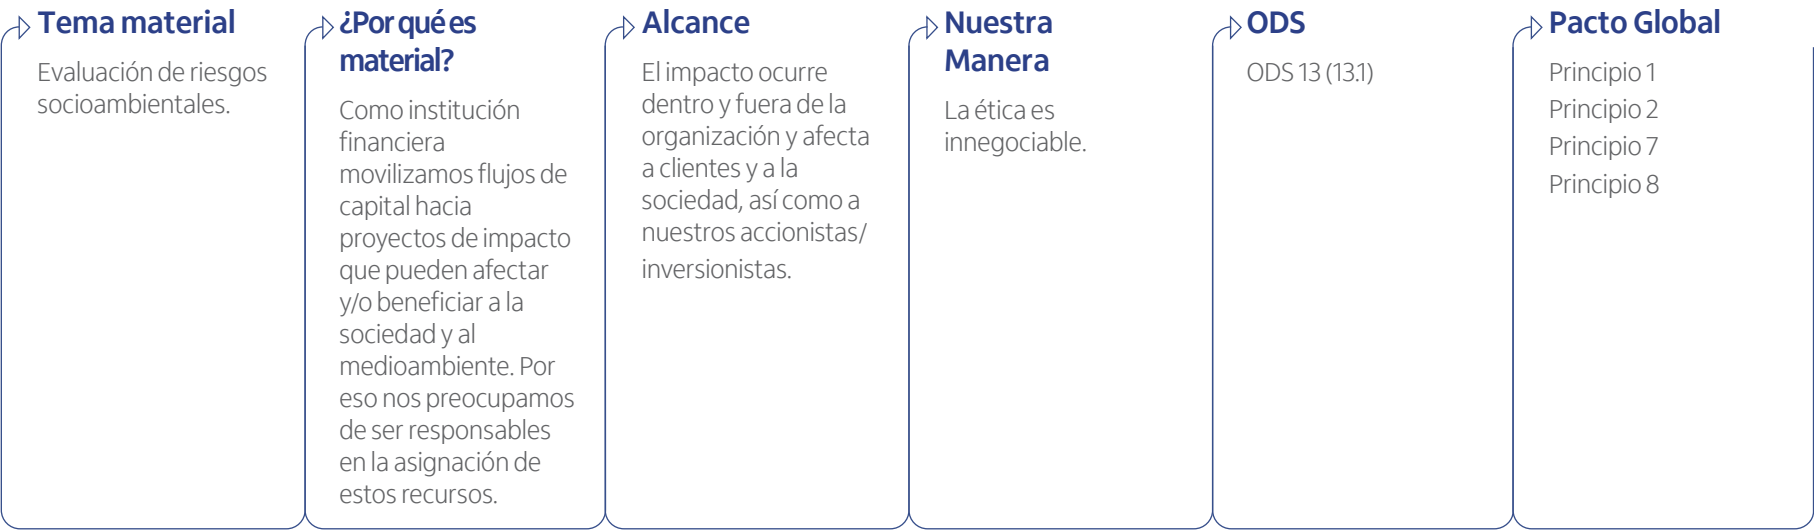 Tema material
Evaluación de riesgos
socioambientales.
¿Por qué es
material?
Como institución
financiera
movilizamos flujos de
capital hacia
proyectos de impacto
que pueden afectar
y/o beneficiar a la
sociedad y al
medioambiente. Por
eso nos preocupamos
de ser responsables
en la asignación de
estos recursos.
Alcance
El impacto ocurre
dentro y fuera de la
organización y afecta
a clientes y a la
sociedad, así como a
nuestros accionistas/
inversionistas.
Nuestra
Manera
La ética es
innegociable.
ODS
ODS 13 (13.1)
Pacto Global
Principio 1
Principio 2
Principio 7
Principio 8